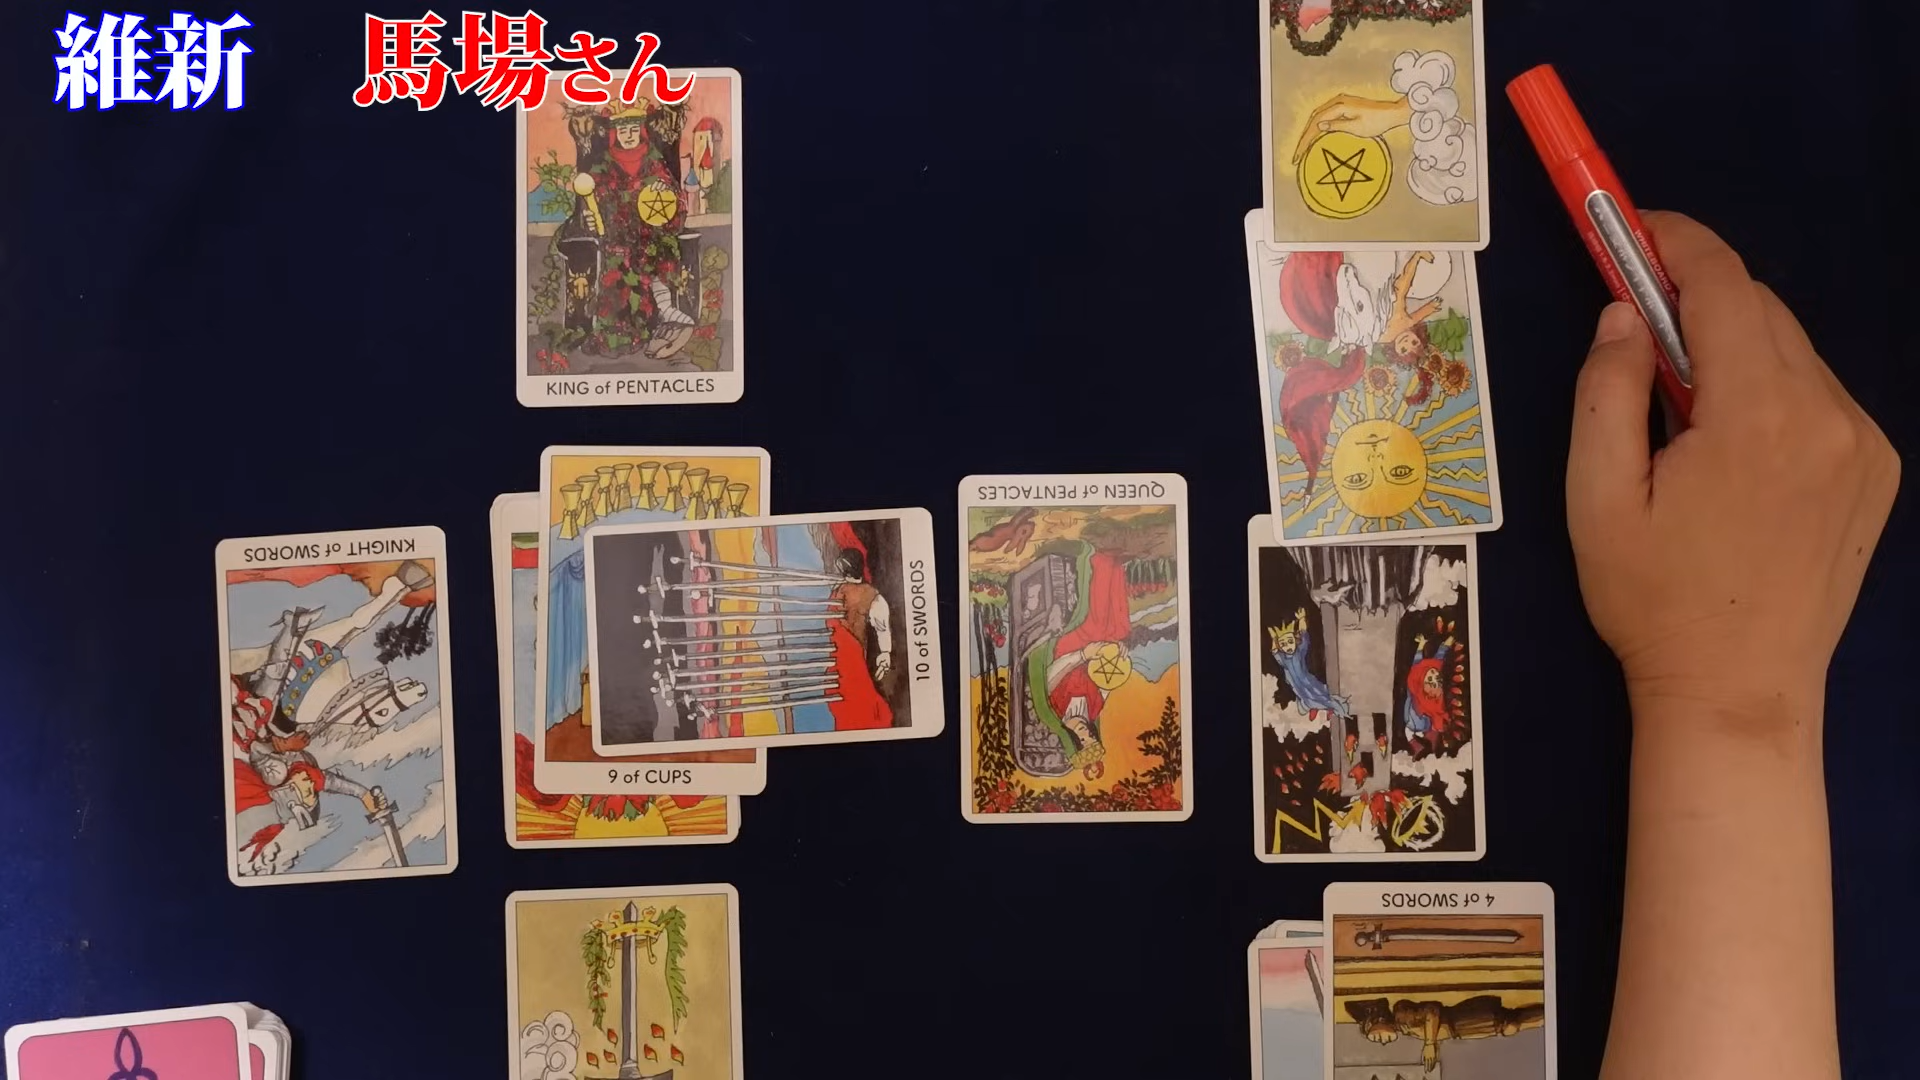 維新 馬場さん
KING of PENTACLES
QUEEN of PENTACLES
KNIGHT of SWORDS
10 of SWORDS
9 of CUPS
4 of SWORDS
WHITEBOARD